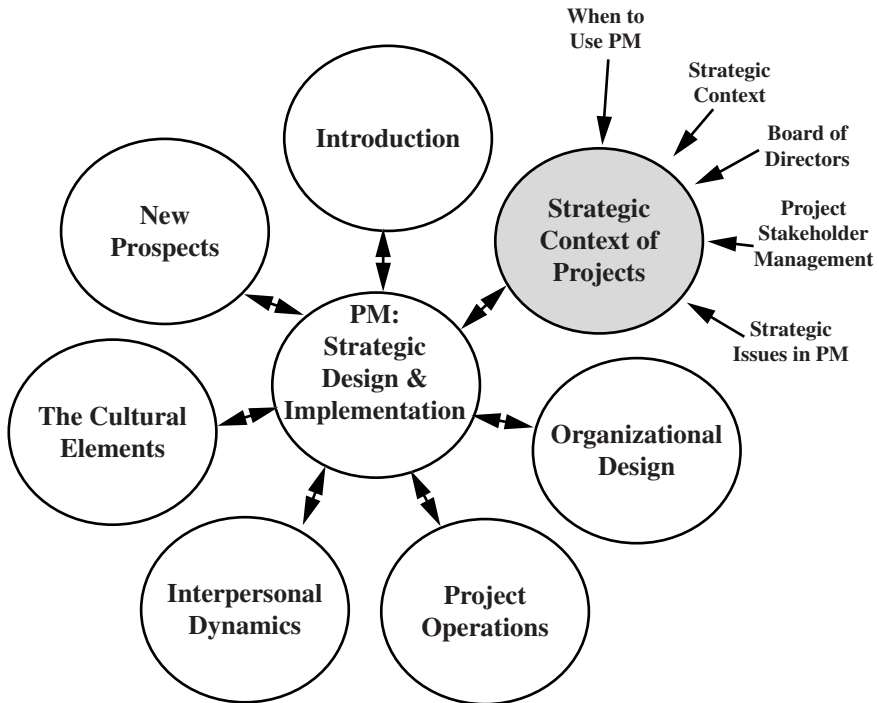 When to
Use PM
Strategic
Context
Board of
Directors
Project
Stakeholder
Management
Strategic
Issues in PM
Introduction
Strategic
Context of
Projects
New
Prospects
PM:
Strategic
Design &
Implementation
The Cultural
Elements
Organizational
Design
Interpersonal
Dynamics
Project
Operations